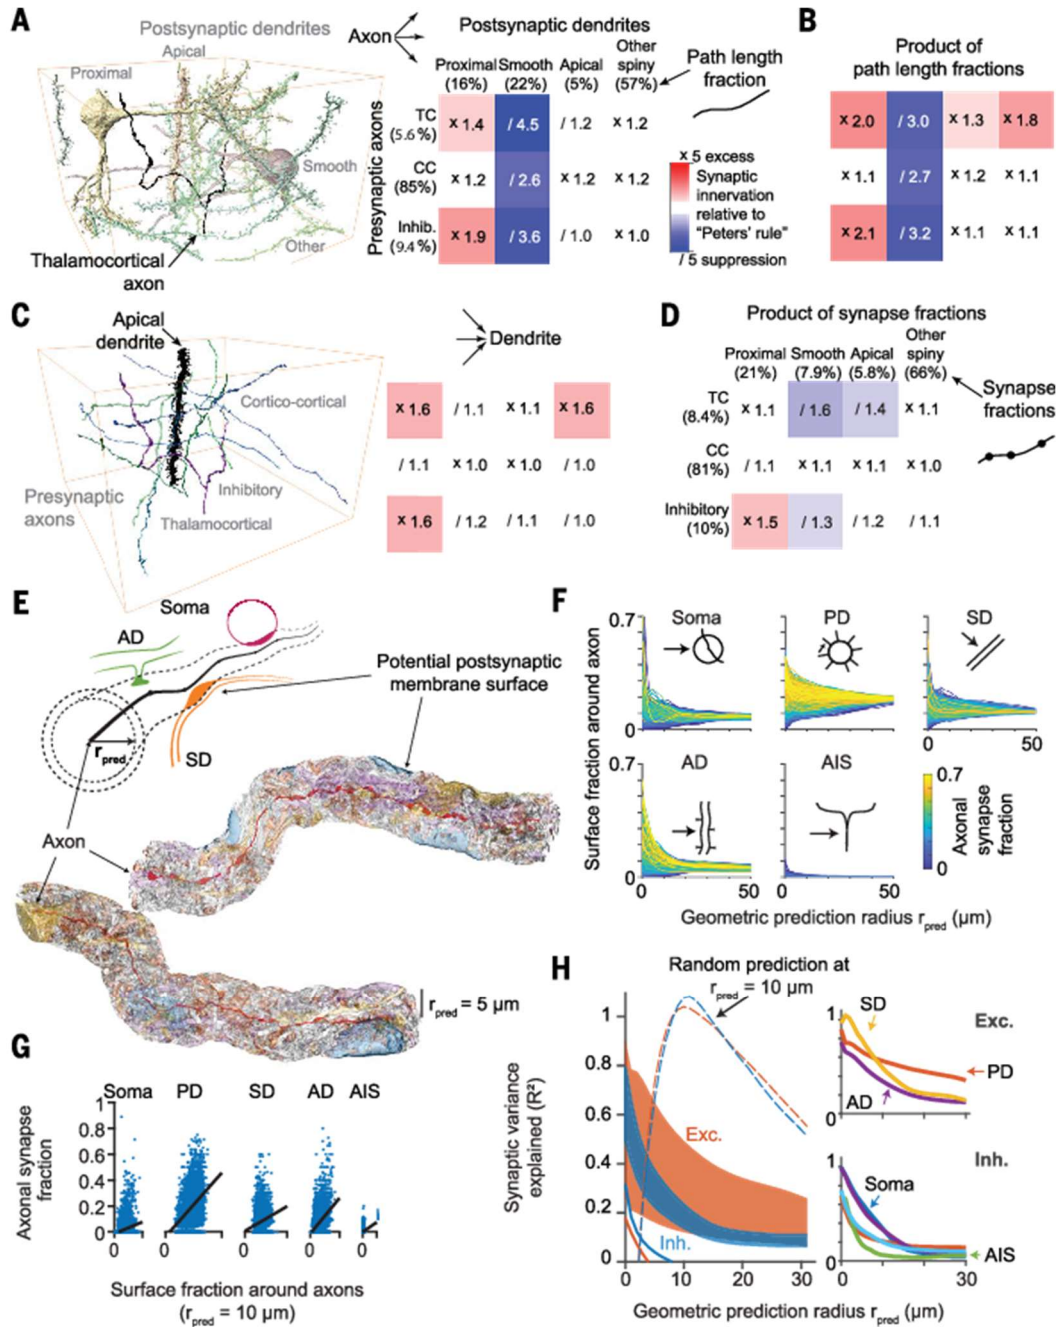 A
Postsynaptic dendrites
Apical
Proximal
Smooth
Other
Thalamocortical
axon
Axon
Postsynaptic dendrites
Proximal
(16%)
Smooth
(22%)
Apical
(5%)
Other
spiny
(57%)
Path length
fraction
Presynaptic axons
TC
(5.6%)
x 1.4
/ 4.5
/ 1.2
x 1.2
CC
(85%)
x 1.2
/ 2.6
x 1.2
x 1.2
Inhib.
(9.4%)
x 1.9
/ 3.6
/ 1.0
x 1.0
x 5 excess
Synaptic
innervation
relative to
"Peters' rule"
/ 5 suppression
B
Product of
path length fractions
x 2.0
/ 3.0
x 1.3
x 1.8
x 1.1
/ 2.7
x 1.2
x 1.1
x 2.1
/ 3.2
x 1.1
x 1.1
C
Apical
dendrite
Cortico-cortical
Inhibitory
Thalamocortical
Presynaptic
axons
Dendrite
x 1.6
/ 1.1
x 1.1
x 1.6
/ 1.1
x 1.0
x 1.0
/ 1.0
x 1.6
/ 1.2
/ 1.1
/ 1.0
D
Product of synapse fractions
Proximal
(21%)
Smooth
(7.9%)
Apical
(5.8%)
Other
spiny
(66%)
Synapse
fractions
TC
(8.4%)
x 1.1
/ 1.6
/ 1.4
x 1.1
CC
(81%)
/ 1.1
x 1.1
x 1.1
x 1.0
Inhibitory
(10%)
x 1.5
/ 1.3
/ 1.2
/ 1.1
E
Soma
AD
SD
r pred
Potential postsynaptic
membrane surface
Axon
r pred = 5 µm
F
Surface fraction around axon
0.7
0
Soma
PD
SD
0
50
0.7
0
AD
AIS
0
50
0
50
0.7
0
Axonal
synapse
fraction
Geometric prediction radius r pred (µm)
G
Soma
PD
SD
AD
AIS
Axonal synapse
fraction
1
0.8
0.6
0.4
0.2
0
0
0
0
0
0
Surface fraction around axons
(r pred = 10 µm)
H
Random prediction at
r pred = 10 µm
Synaptic variance
explained (R²)
1
0.8
0.6
0.4
0.2
0
Exc.
Inh.
0
10
20
30
Geometric prediction radius r pred (µm)
1
0
SD
PD
AD
Exc.
1
0
Soma
AIS
Inh.
0
30